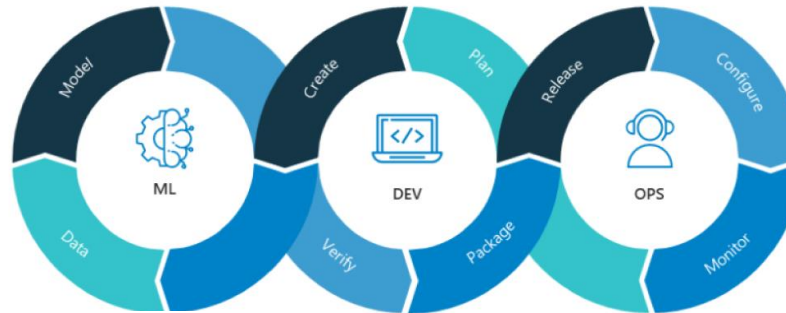 Model
Data
ML
Create
Plan
Verify
Package
DEV
Release
Configure
Monitor
OPS